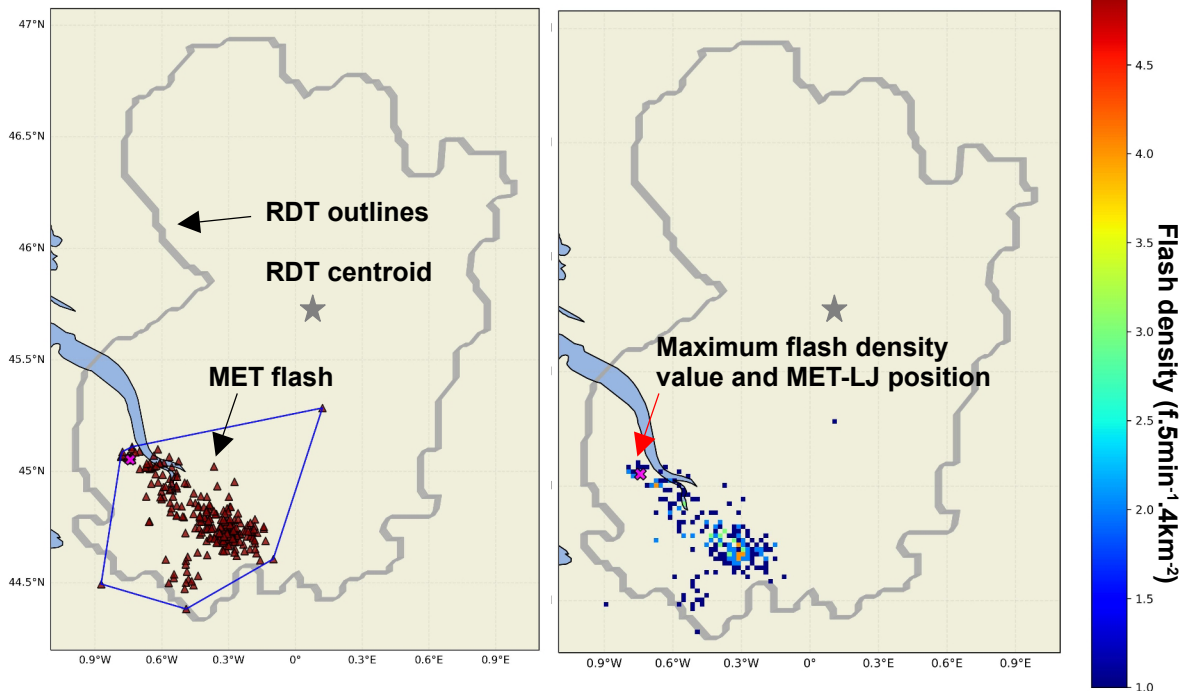 47°N
46.5°N
46°N
45.5°N
45°N
44.5°N
RDT outlines
RDT centroid
MET flash
0.9°W 0.6°W 0.3°W 0° 0.3°E 0.6°E 0.9°E
Maximum flash density
value and MET-LJ position
0.9°W 0.6°W 0.3°W 0° 0.3°E 0.6°E 0.9°E
4.5
4.0
3.5
3.0
2.5
2.0
1.5
1.0
Flash density (f.5min⁻¹.4km⁻²)